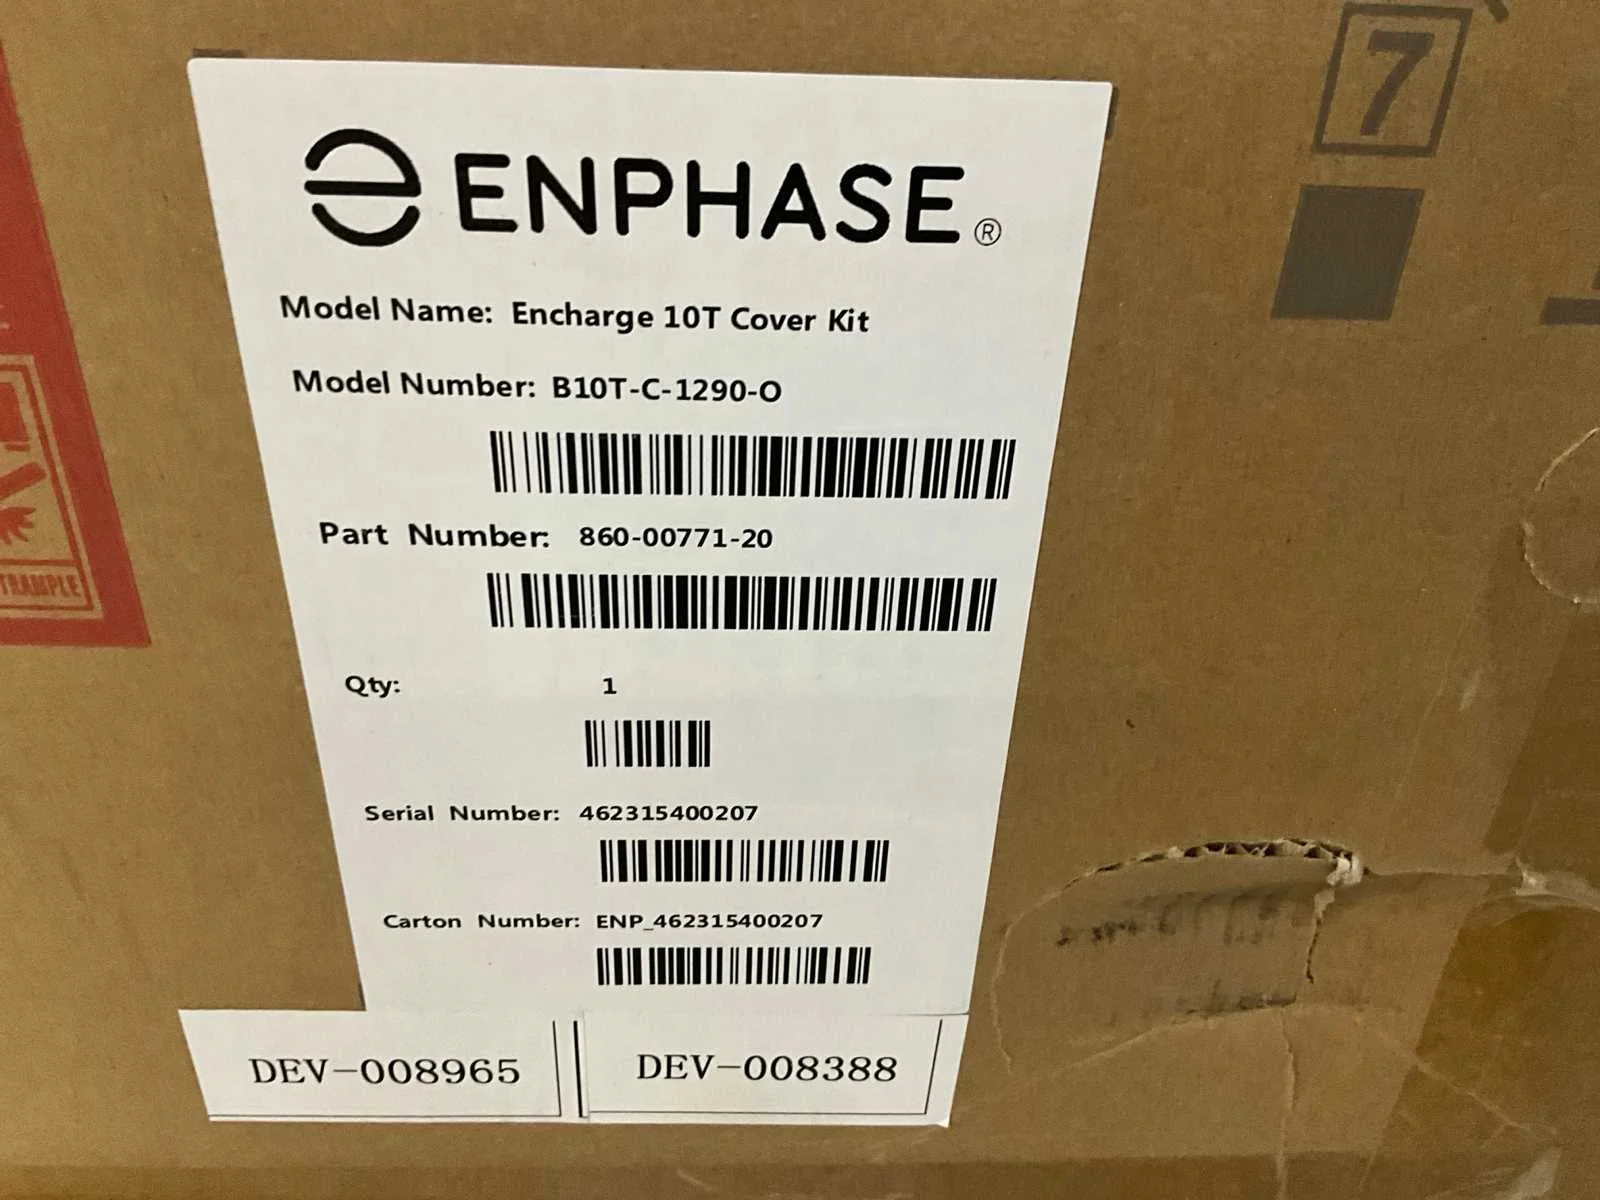 7
ENPHASE®
Model Name: Encharge 10T Cover Kit
Model Number: B10T-C-1290-O
Part Number: 860-00771-20
Qty: 1
Serial Number: 462315400207
Carton Number: ENP_462315400207
TRAMPLE
DEV-008965
DEV-008388